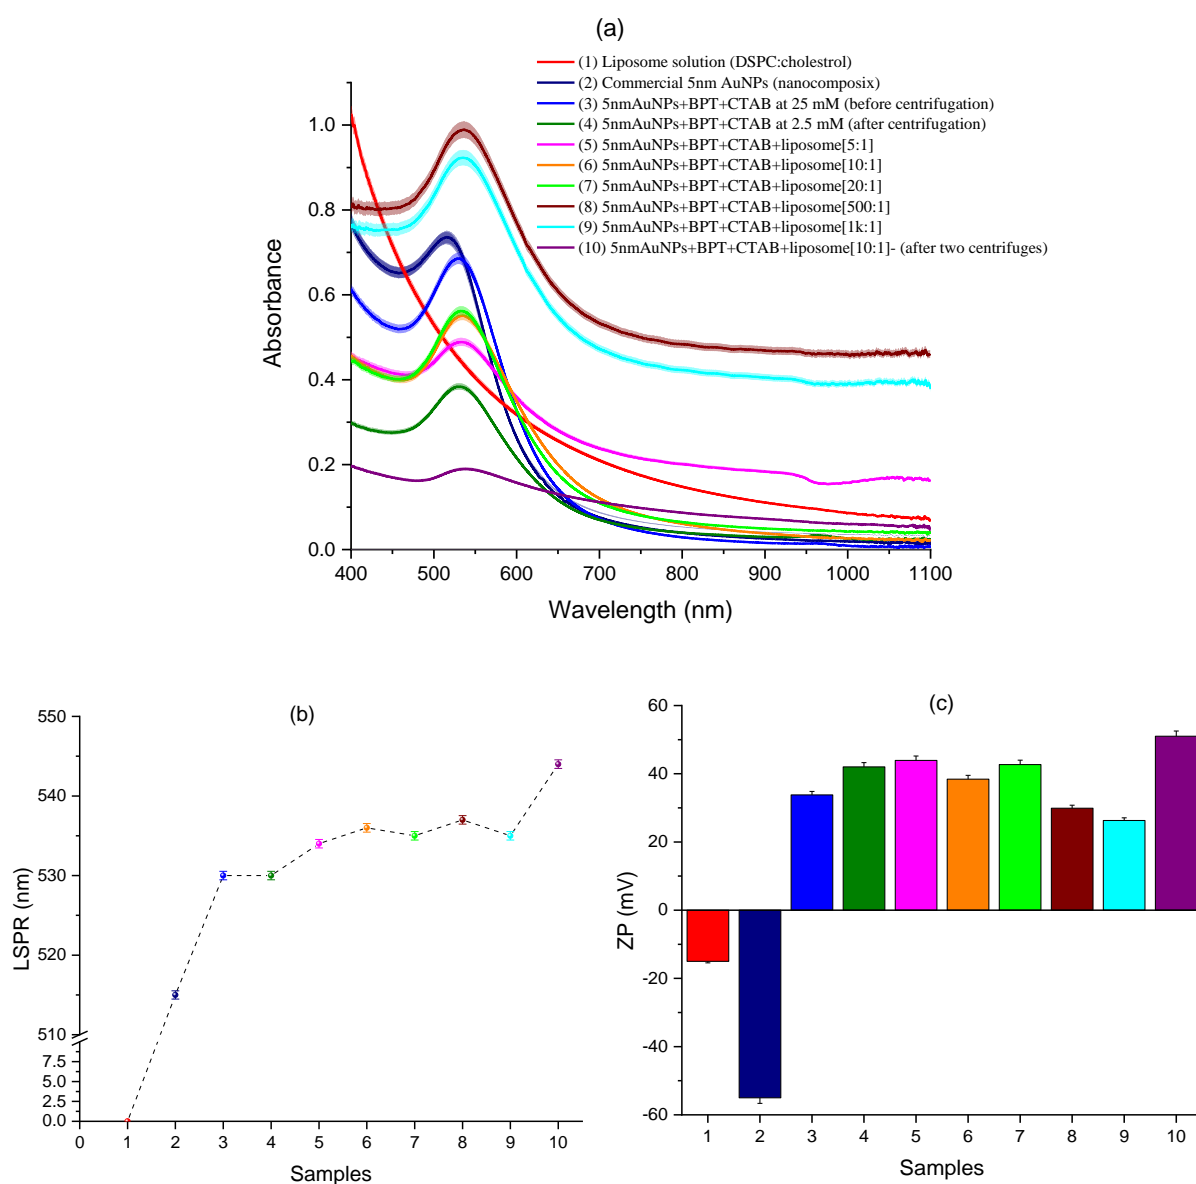 (a)
(1) Liposome solution (DSPC:cholestrol)
(2) Commercial 5nm AuNPs (nanocomposix)
(3) 5nmAuNPs+BPT+CTAB at 25 mM (before centrifugation)
(4) 5nmAuNPs+BPT+CTAB at 2.5 mM (after centrifugation)
(5) 5nmAuNPs+BPT+CTAB+liposome[5:1]
(6) 5nmAuNPs+BPT+CTAB+liposome[10:1]
(7) 5nmAuNPs+BPT+CTAB+liposome[20:1]
(8) 5nmAuNPs+BPT+CTAB+liposome[500:1]
(9) 5nmAuNPs+BPT+CTAB+liposome[1k:1]
(10) 5nmAuNPs+BPT+CTAB+liposome[10:1]- (after two centrifuges)
1.0
0.8
0.6
0.4
0.2
0.0
Absorbance
400 500 600 700 800 900 1000 1100
Wavelength (nm)
(b)
550
540
530
520
510
7.5
5.0
2.5
0.0
LSPR (nm)
0 1 2 3 4 5 6 7 8 9 10
Samples
(c)
60
40
20
0
-20
-40
-60
ZP (mV)
1 2 3 4 5 6 7 8 9 10
Samples